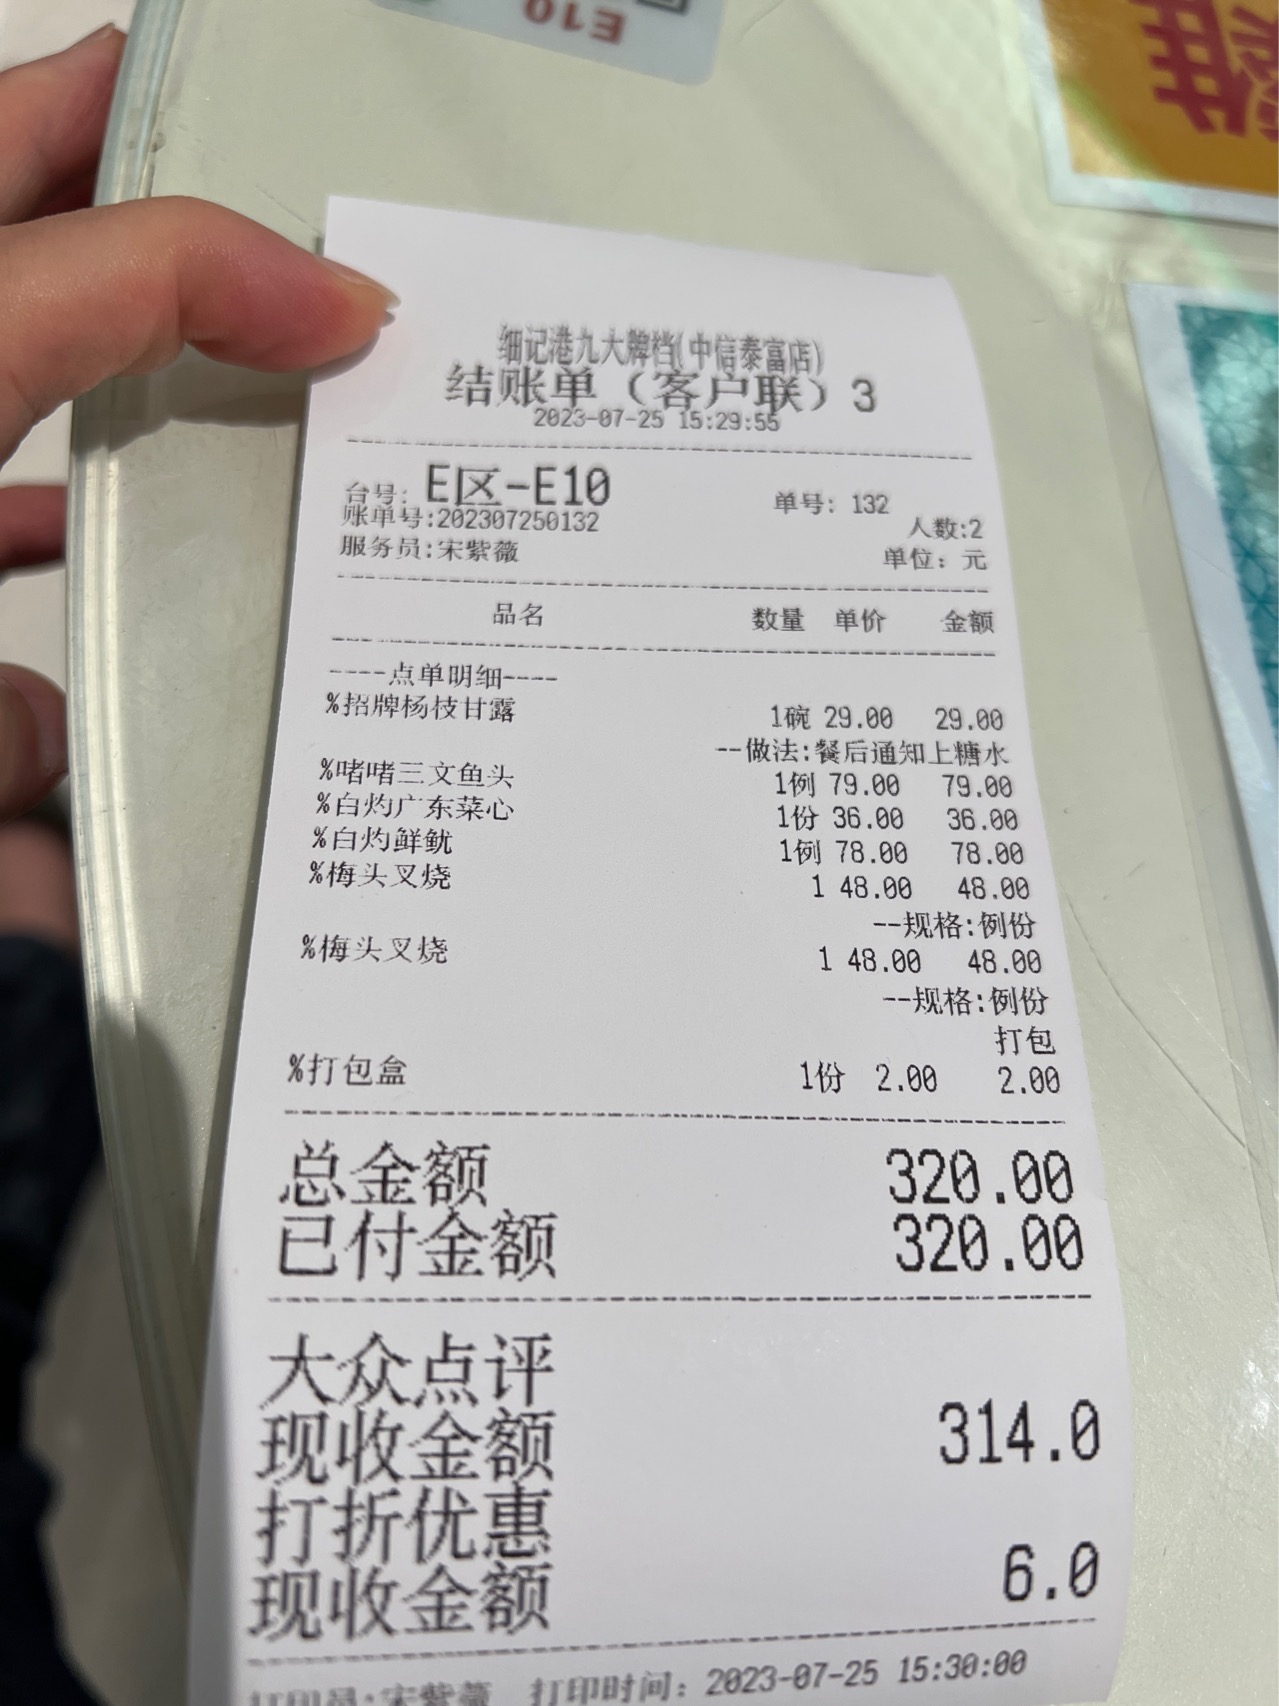 E10
细记港九大牌档(中信泰富店)
结账单（客户联）3
2023-07-25 15:29:55
台号: E区-E10 单号: 132
账单号:202307250132 人数:2
服务员:宋紫薇 单位: 元
品名 数量 单价 金额
----点单明细----
%招牌杨枝甘露 1碗 29.00 29.00
--做法:餐后通知上糖水
%啫啫三文鱼头 1例 79.00 79.00
%白灼广东菜心 1份 36.00 36.00
%白灼鲜鱿 1例 78.00 78.00
%梅头叉烧 1 48.00 48.00
--规格:例份
%梅头叉烧 1 48.00 48.00
--规格:例份
打包
%打包盒 1份 2.00 2.00
总金额 320.00
已付金额 320.00
大众点评
现收金额 314.0
打折优惠
现收金额 6.0
打印员:宋紫薇 打印时间: 2023-07-25 15:30:00